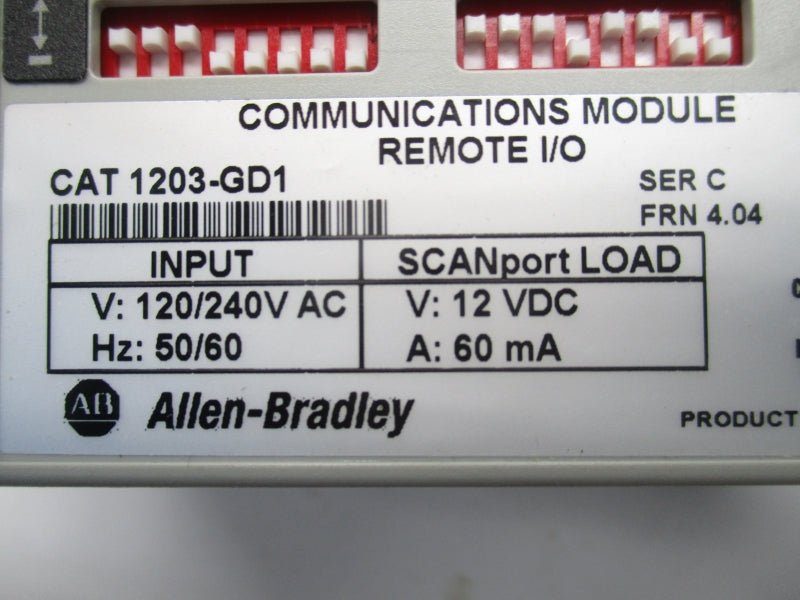 COMMUNICATIONS MODULE
REMOTE I/O
CAT 1203-GD1
SER C
FRN 4.04
INPUT
SCANport LOAD
V: 120/240V AC
V: 12 VDC
Hz: 50/60
A: 60 mA
AB
Allen-Bradley
PRODUCT